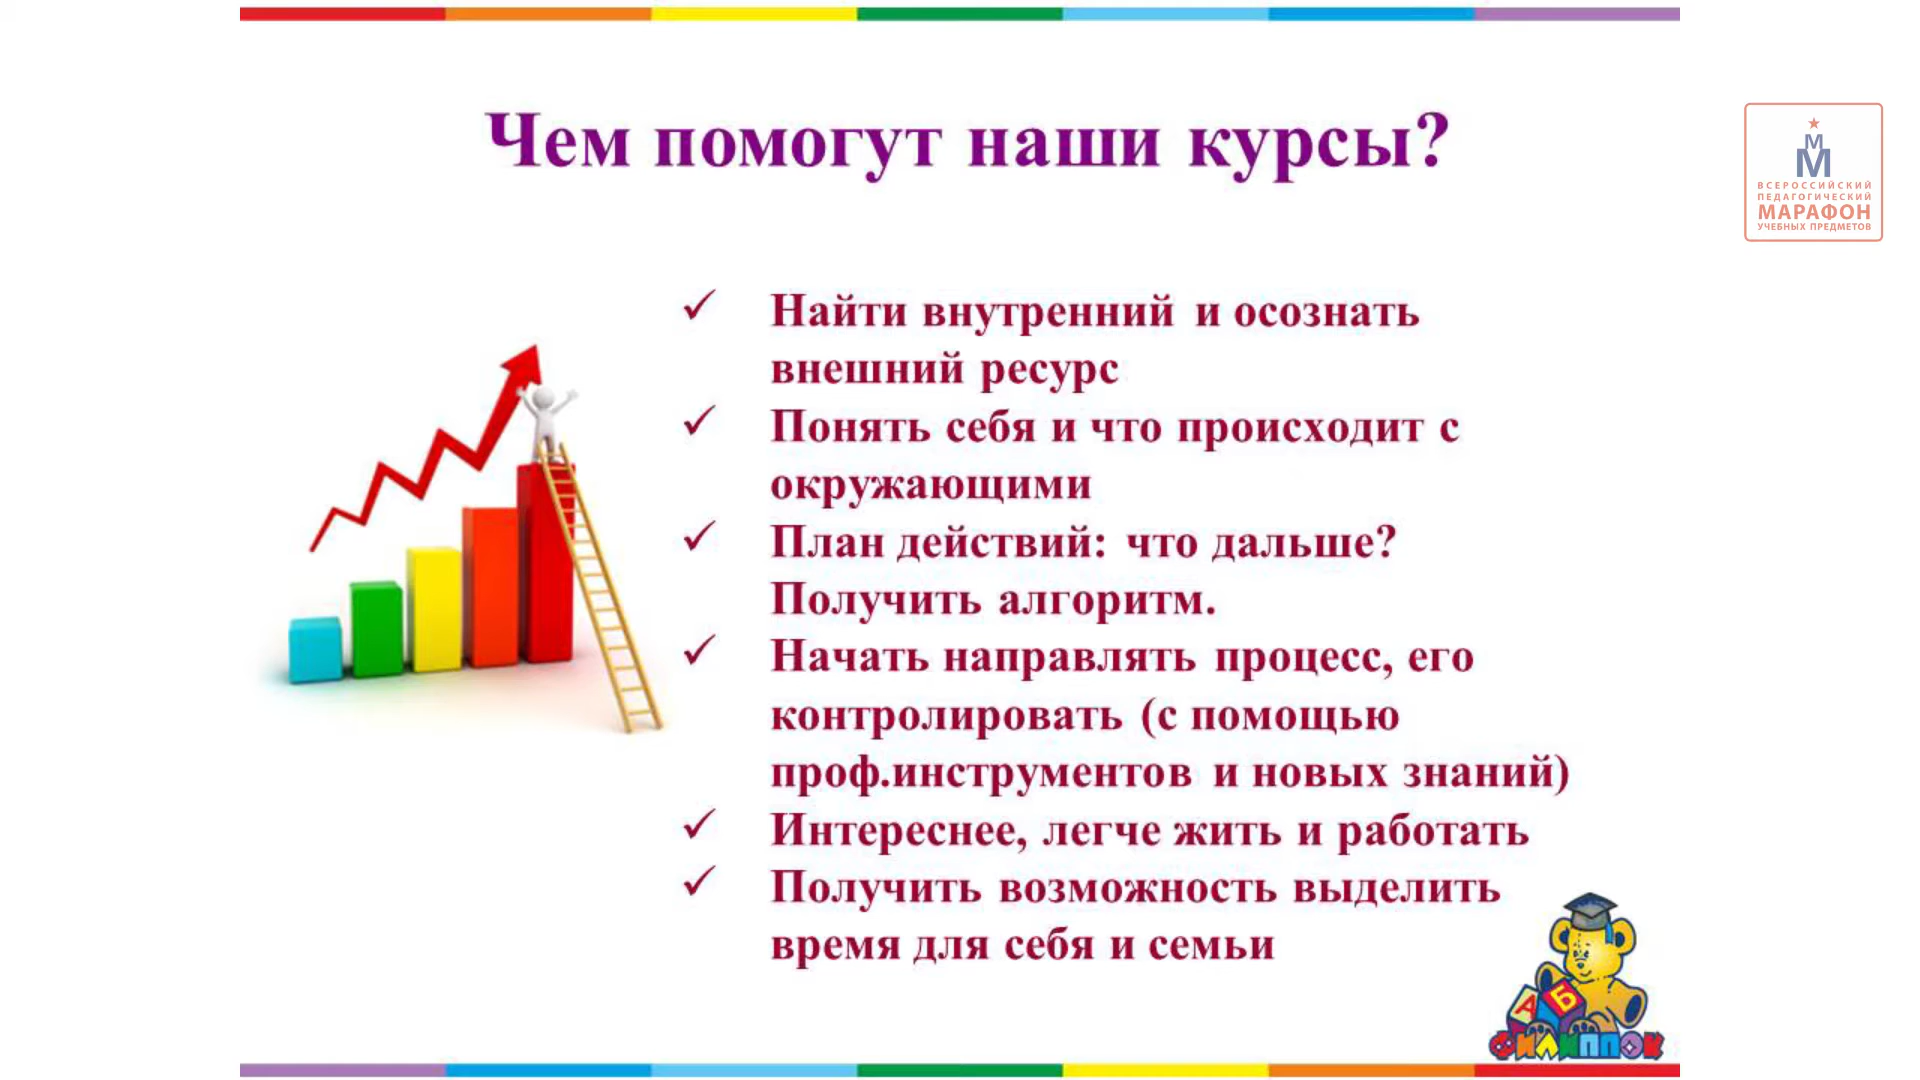 Чем помогут наши курсы?
М
М
ВСЕРОССИЙСКИЙ
ПЕДАГОГИЧЕСКИЙ
МАРАФОН
УЧЕБНЫХ ПРЕДМЕТОВ
✓ Найти внутренний и осознать
внешний ресурс
✓ Понять себя и что происходит с
окружающими
✓ План действий: что дальше?
Получить алгоритм.
✓ Начать направлять процесс, его
контролировать (с помощью
проф.инструментов и новых знаний)
✓ Интереснее, легче жить и работать
✓ Получить возможность выделить
время для себя и семьи
А Б
ФИЛИППОК